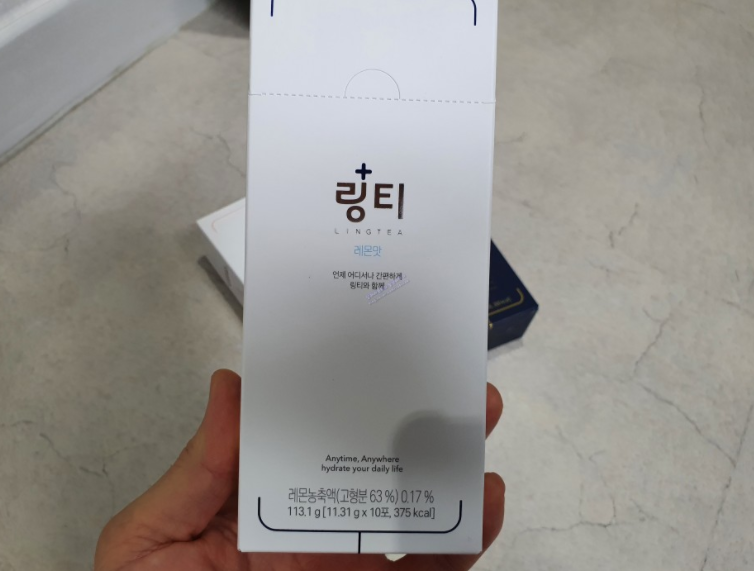 링티
LINGTEA
레몬맛
언제 어디서나 간편하게
링티와 함께
Anytime, Anywhere
hydrate your daily life
레몬농축액(고형분 63 %) 0.17 %
113.1 g [11.31 g x 10포, 375 kcal]